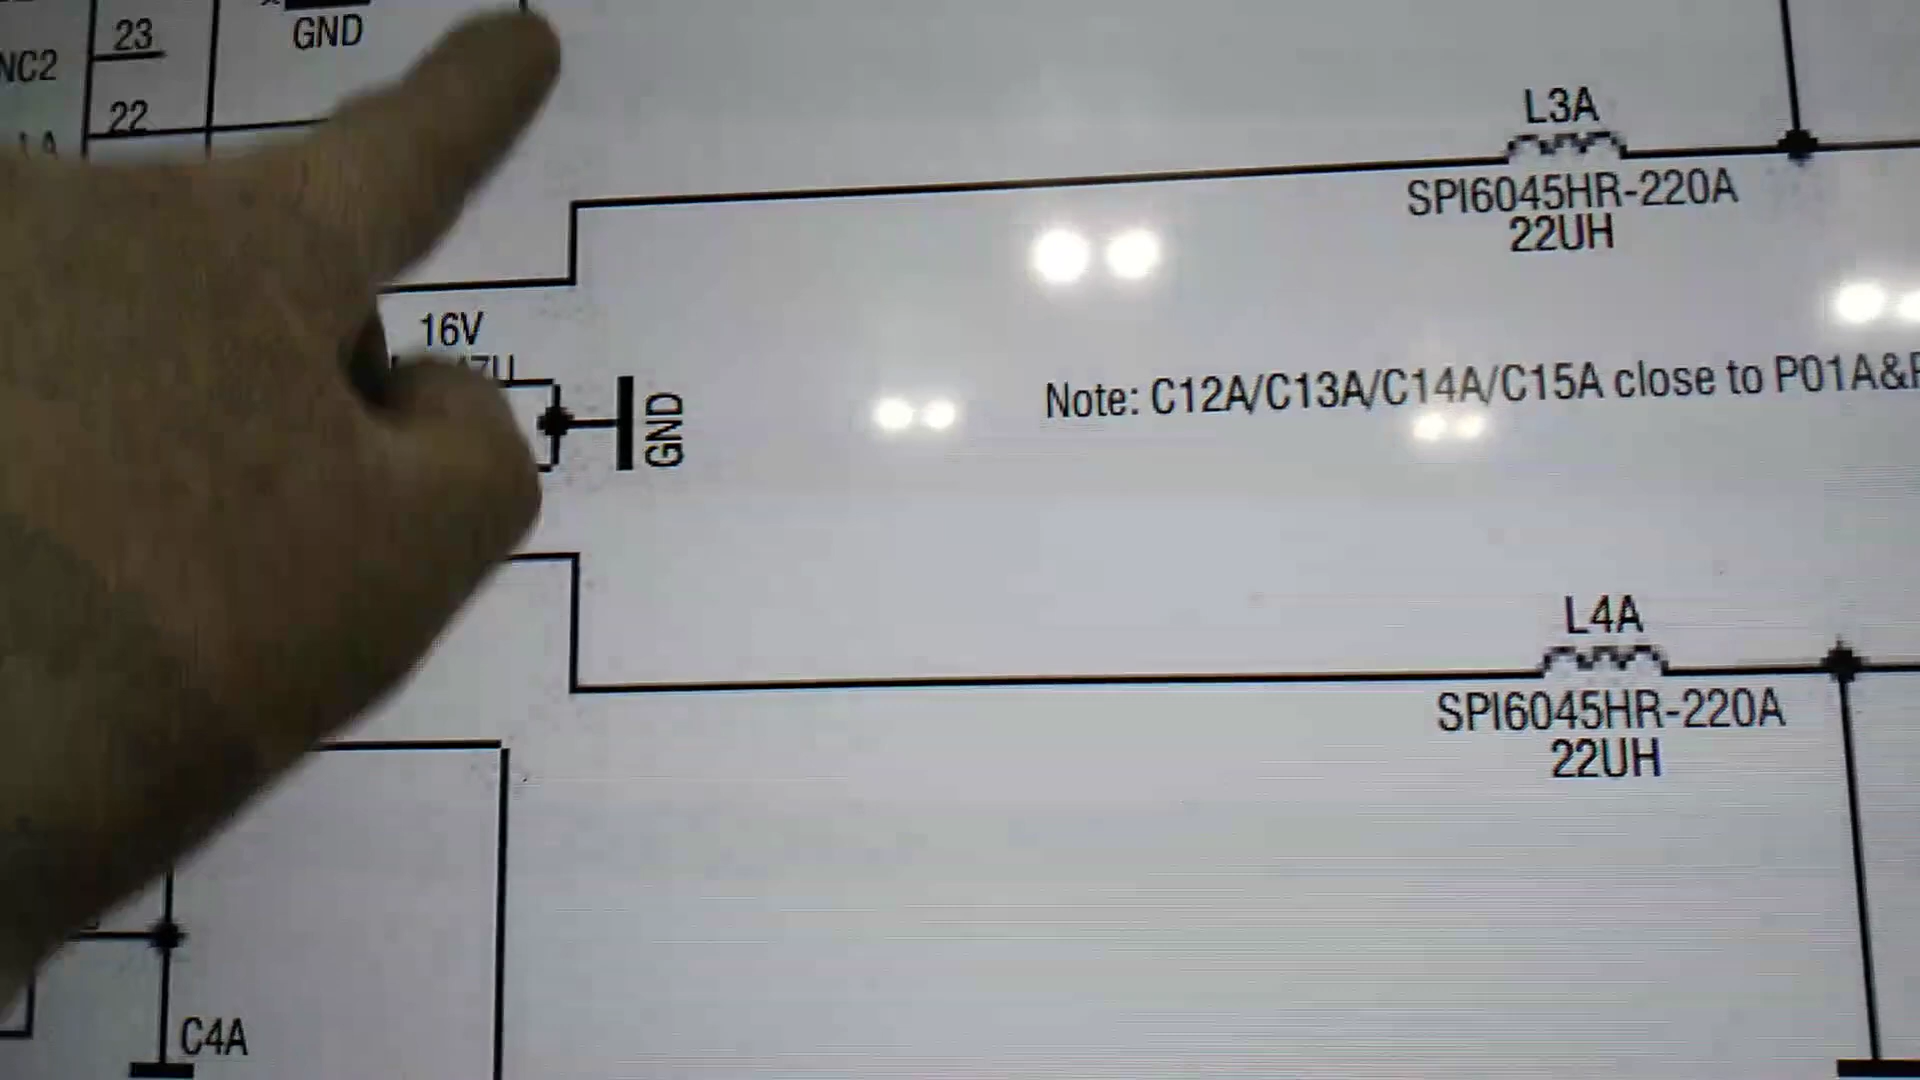 23
GND
NC2
22
L3A
SPI6045HR-220A
22UH
16V
Note: C12A/C13A/C14A/C15A close to P01A&
GND
L4A
SPI6045HR-220A
22UH
C4A